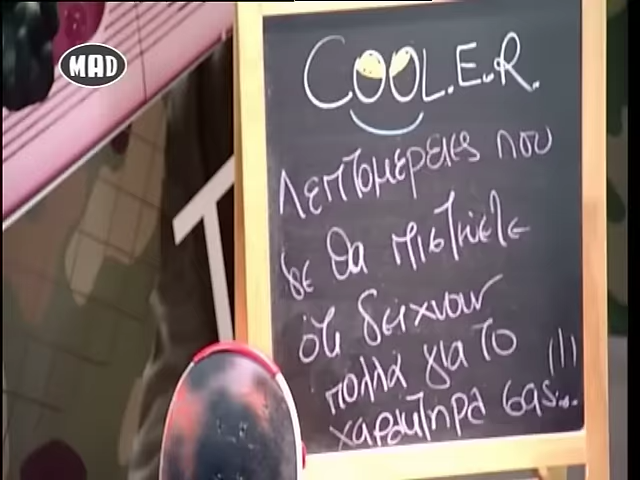 MAD
COOL.E.R.
Λεπτομέρειες που
δε θα πιστεύετε
ότι δείχνουν
πολλά για το
χαρακτήρα σας... (!!)